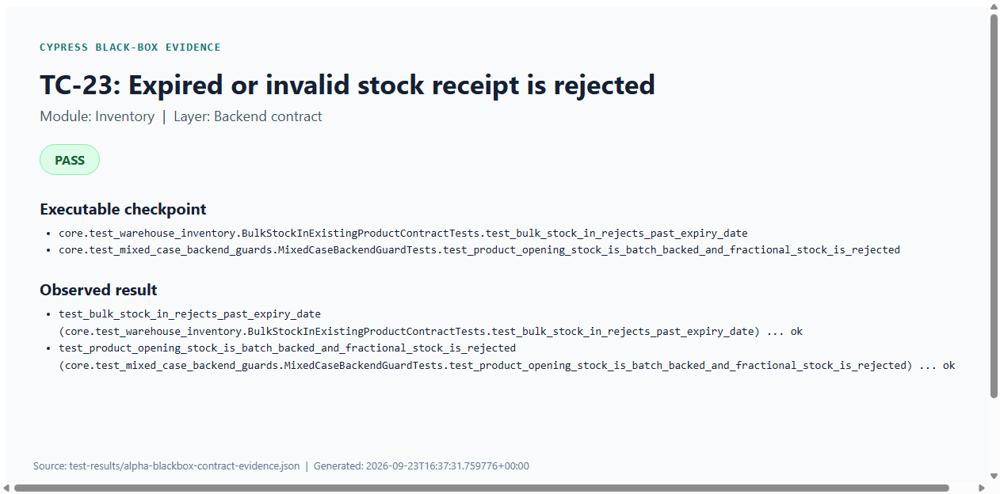 CYPRESS BLACK-BOX EVIDENCE
TC-23: Expired or invalid stock receipt is rejected
Module: Inventory | Layer: Backend contract
PASS
Executable checkpoint
• core.test_warehouse_inventory.BulkStockInExistingProductContractTests.test_bulk_stock_in_rejects_past_expiry_date
• core.test_mixed_case_backend_guards.MixedCaseBackendGuardTests.test_product_opening_stock_is_batch_backed_and_fractional_stock_is_rejected
Observed result
• test_bulk_stock_in_rejects_past_expiry_date
(core.test_warehouse_inventory.BulkStockInExistingProductContractTests.test_bulk_stock_in_rejects_past_expiry_date) ... ok
• test_product_opening_stock_is_batch_backed_and_fractional_stock_is_rejected
(core.test_mixed_case_backend_guards.MixedCaseBackendGuardTests.test_product_opening_stock_is_batch_backed_and_fractional_stock_is_rejected) ... ok
Source: test-results/alpha-blackbox-contract-evidence.json | Generated: 2026-09-23T16:37:31.759776+00:00